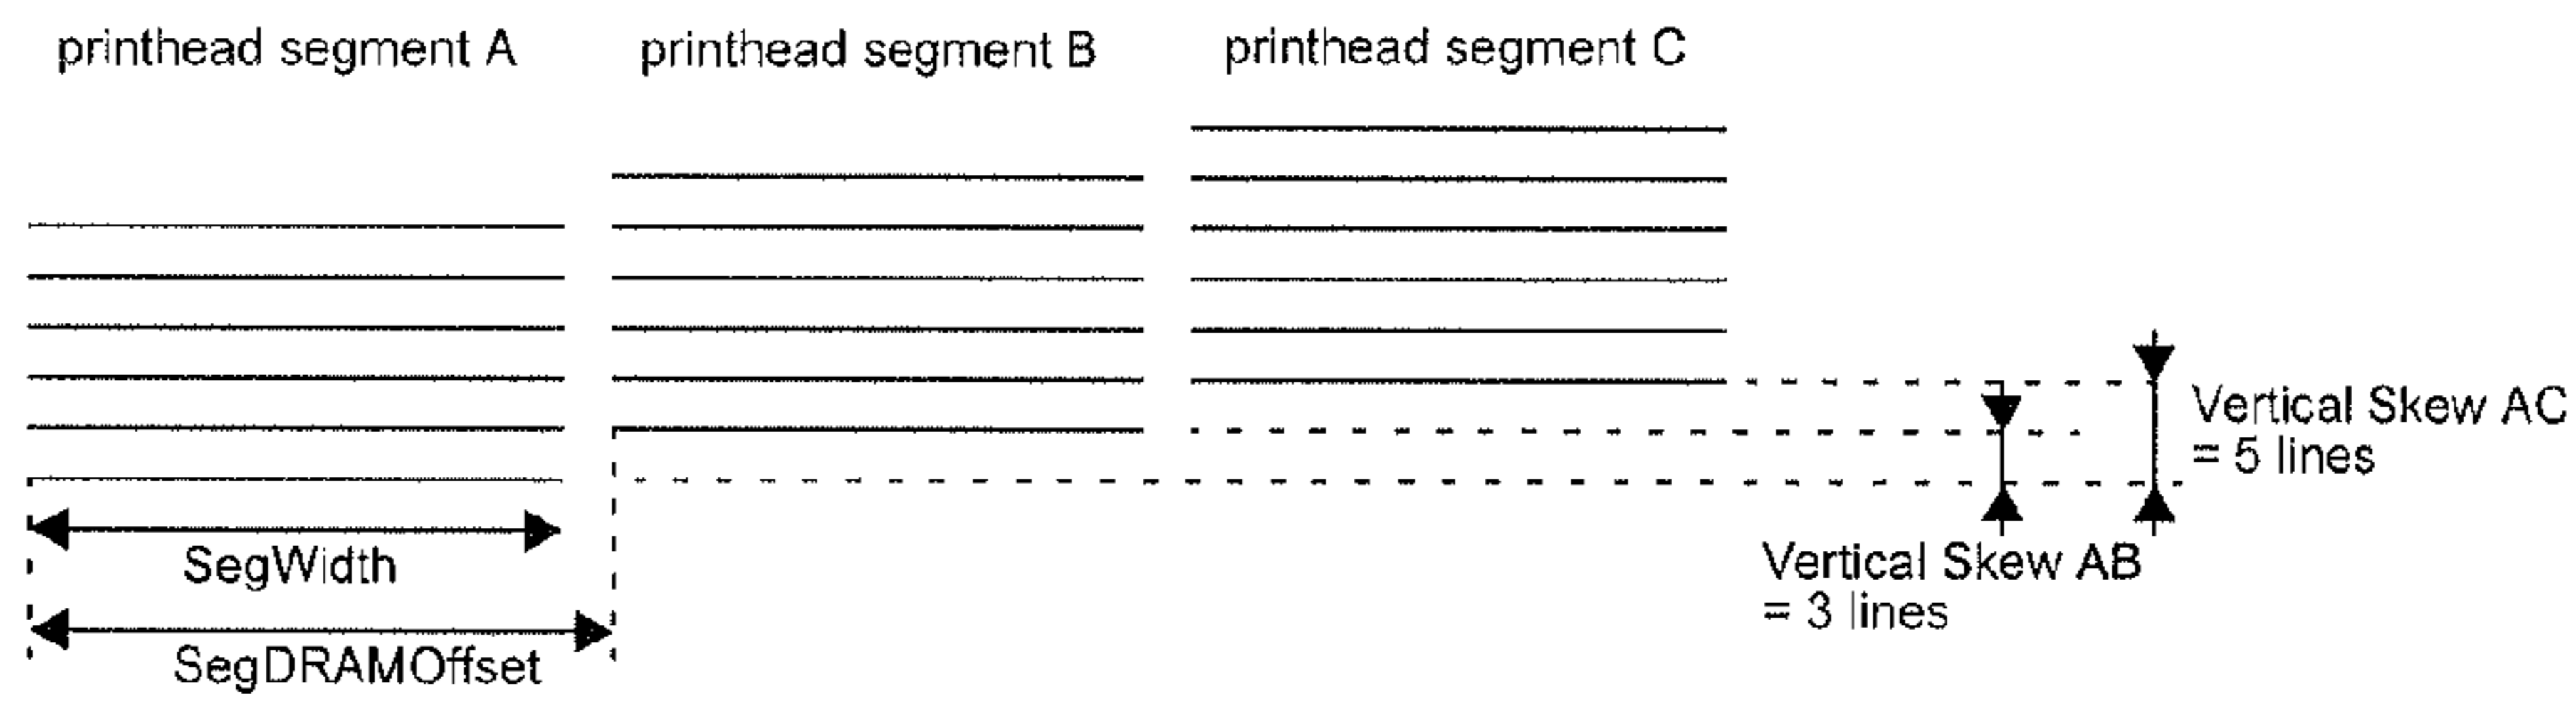 printhead segment A
printhead segment B
printhead segment C
Vertical Skew AC
= 5 lines
SegWidth
Vertical Skew AB
= 3 lines
SegDRAMOffset